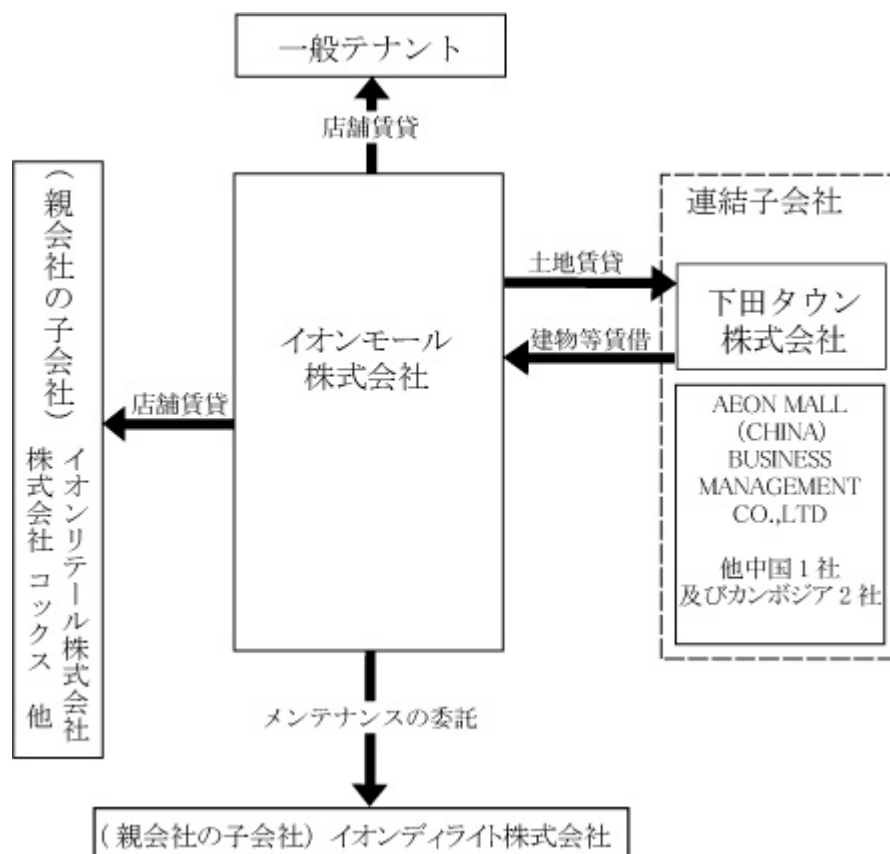 一般テナント
店舗賃貸
連結子会社
土地賃貸
下田タウン
株式会社
イオンモール
株式会社
建物等賃借
店舗賃貸
(親会社の子会社) イオンリテール株式会社
株式会社 コックス 他
AEON MALL
(CHINA)
BUSINESS
MANAGEMENT
CO.,LTD
他中国1社
及びカンボジア2社
メンテナンスの委託
(親会社の子会社) イオンディライト株式会社